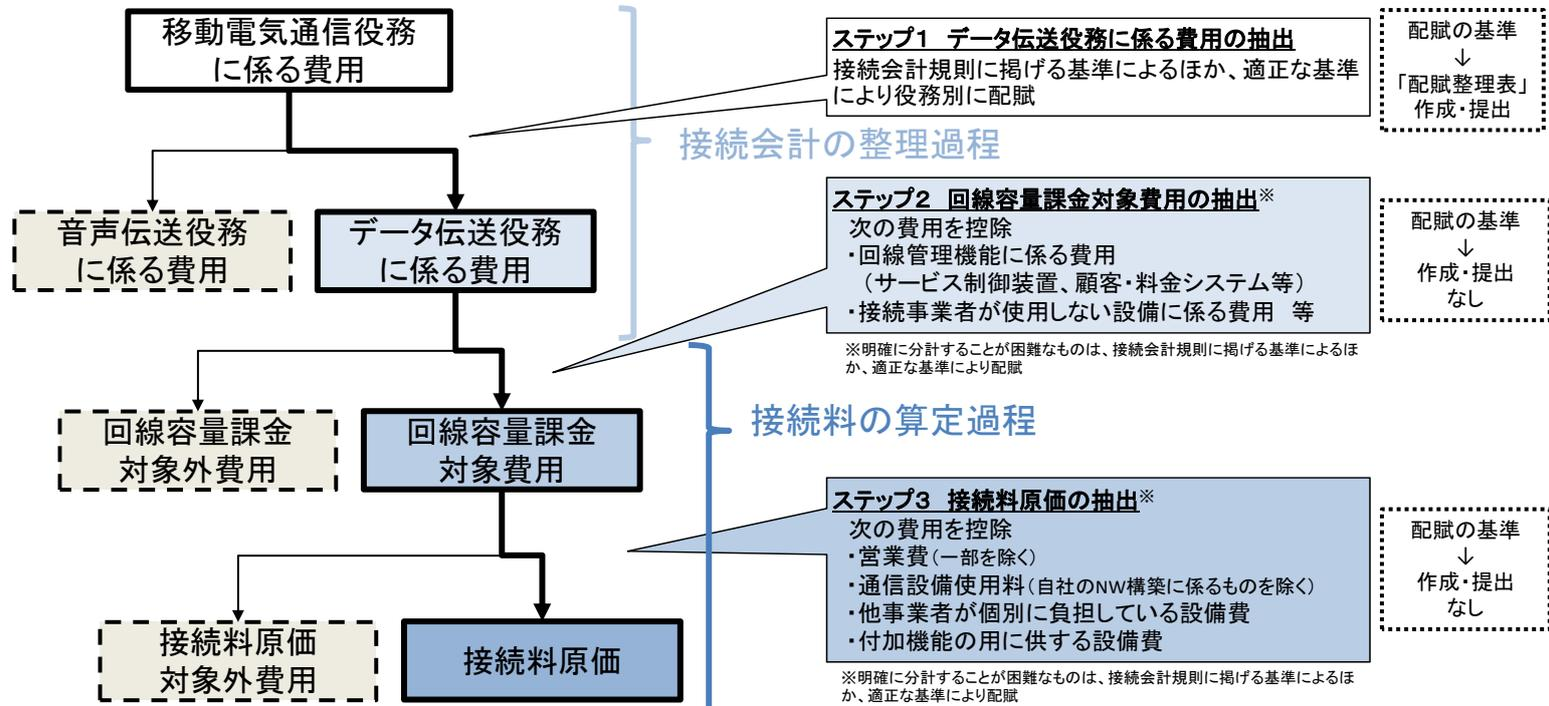 移動電気通信役務
に係る費用
ステップ1　データ伝送役務に係る費用の抽出
接続会計規則に掲げる基準によるほか、適正な基準
により役務別に配賦
配賦の基準
↓
「配賦整理表」
作成・提出
接続会計の整理過程
音声伝送役務
に係る費用
データ伝送役務
に係る費用
ステップ2　回線容量課金対象費用の抽出※
次の費用を控除
・回線管理機能に係る費用
（サービス制御装置、顧客・料金システム等）
・接続事業者が使用しない設備に係る費用　等
※明確に分計することが困難なものは、接続会計規則に掲げる基準によるほ
か、適正な基準により配賦
配賦の基準
↓
作成・提出
なし
回線容量課金
対象外費用
回線容量課金
対象費用
接続料の算定過程
ステップ3　接続料原価の抽出※
次の費用を控除
・営業費（一部を除く）
・通信設備使用料（自社のNW構築に係るものを除く）
・他事業者が個別に負担している設備費
・付加機能の用に供する設備費
※明確に分計することが困難なものは、接続会計規則に掲げる基準によるほ
か、適正な基準により配賦
配賦の基準
↓
作成・提出
なし
接続料原価
対象外費用
接続料原価